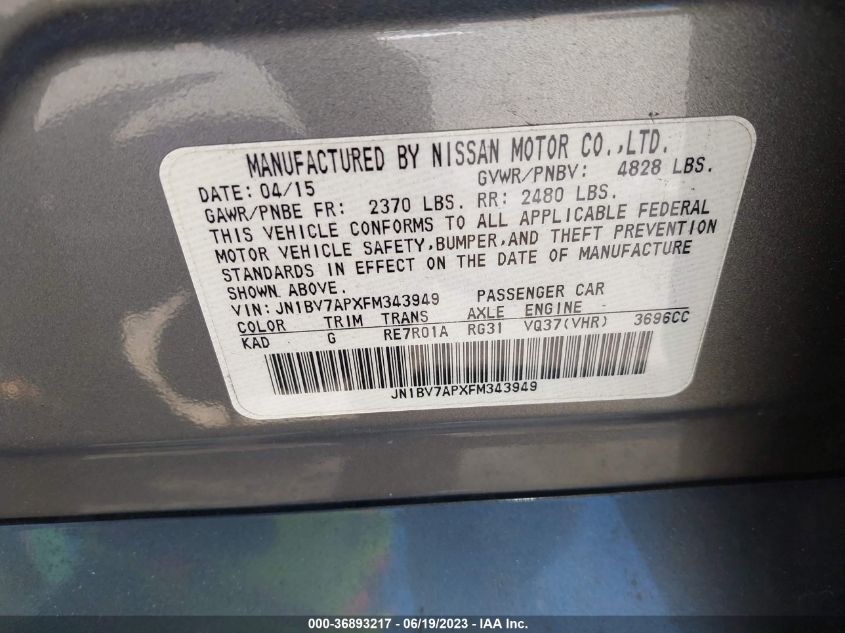 MANUFACTURED BY NISSAN MOTOR CO.,LTD.
DATE: 04/15 GVWR/PNBV: 4828 LBS.
GAWR/PNBE FR: 2370 LBS. RR: 2480 LBS.
THIS VEHICLE CONFORMS TO ALL APPLICABLE FEDERAL
MOTOR VEHICLE SAFETY,BUMPER,AND THEFT PREVENTION
STANDARDS IN EFFECT ON THE DATE OF MANUFACTURE
SHOWN ABOVE.
VIN: JN1BV7APXFM343949 PASSENGER CAR
COLOR TRIM TRANS AXLE ENGINE
KAD G RE7R01A RG31 VQ37(VHR) 3696CC
JN1BV7APXFM343949
000-36893217 - 06/19/2023 - IAA Inc.